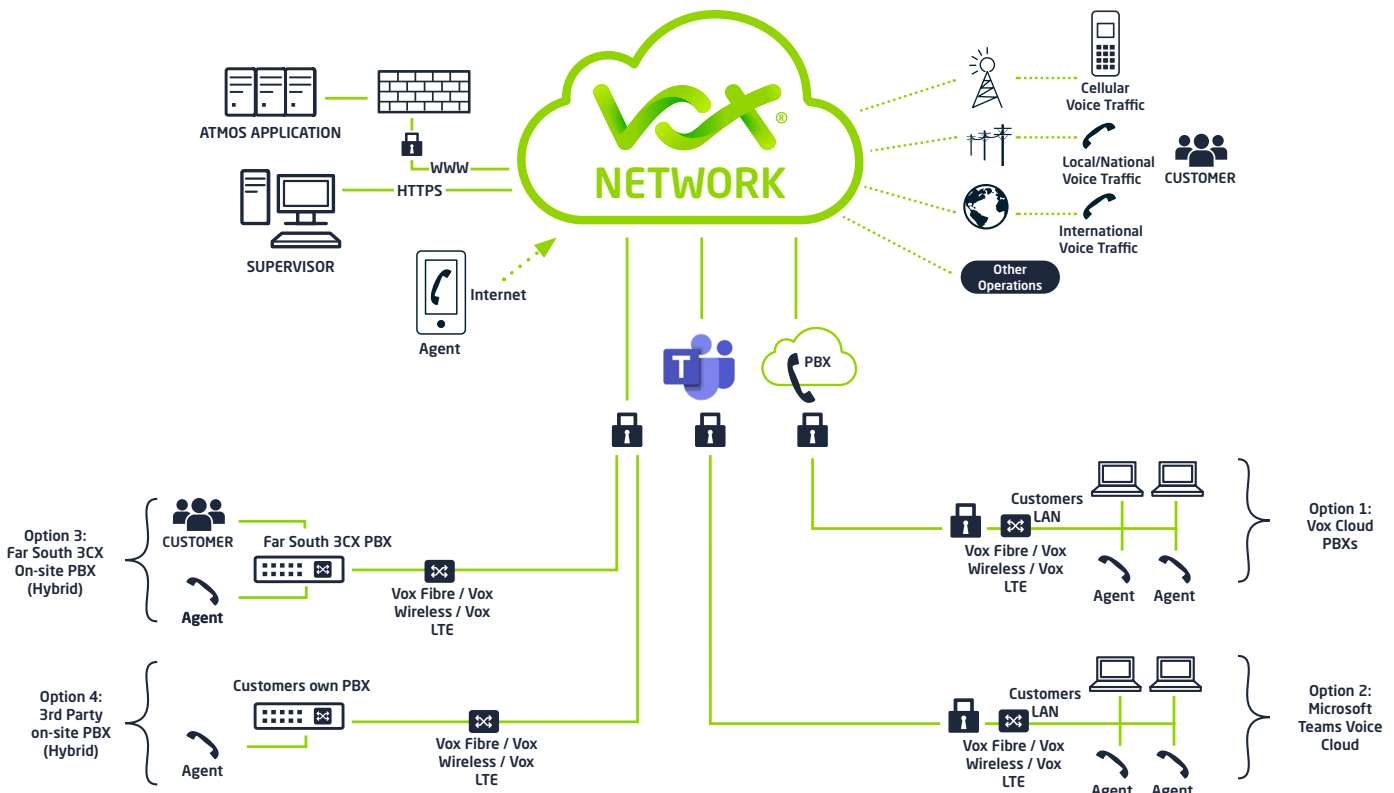 VOX®
NETWORK
ATMOS APPLICATION
WWW
HTTPS
SUPERVISOR
Internet
Agent
Cellular
Voice Traffic
Local/National
Voice Traffic
CUSTOMER
International
Voice Traffic
Other
Operations
T
PBX
Option 3:
Far South 3CX
On-site PBX
(Hybrid)
CUSTOMER
Far South 3CX PBX
Agent
Vox Fibre / Vox
Wireless / Vox
LTE
Option 4:
3rd Party
on-site PBX
(Hybrid)
Customers own PBX
Agent
Vox Fibre / Vox
Wireless / Vox
LTE
Customers
LAN
Vox Fibre / Vox
Wireless / Vox
LTE
Agent
Agent
Option 1:
Vox Cloud
PBXs
Customers
LAN
Vox Fibre / Vox
Wireless / Vox
LTE
Agent
Agent
Option 2:
Microsoft
Teams Voice
Cloud